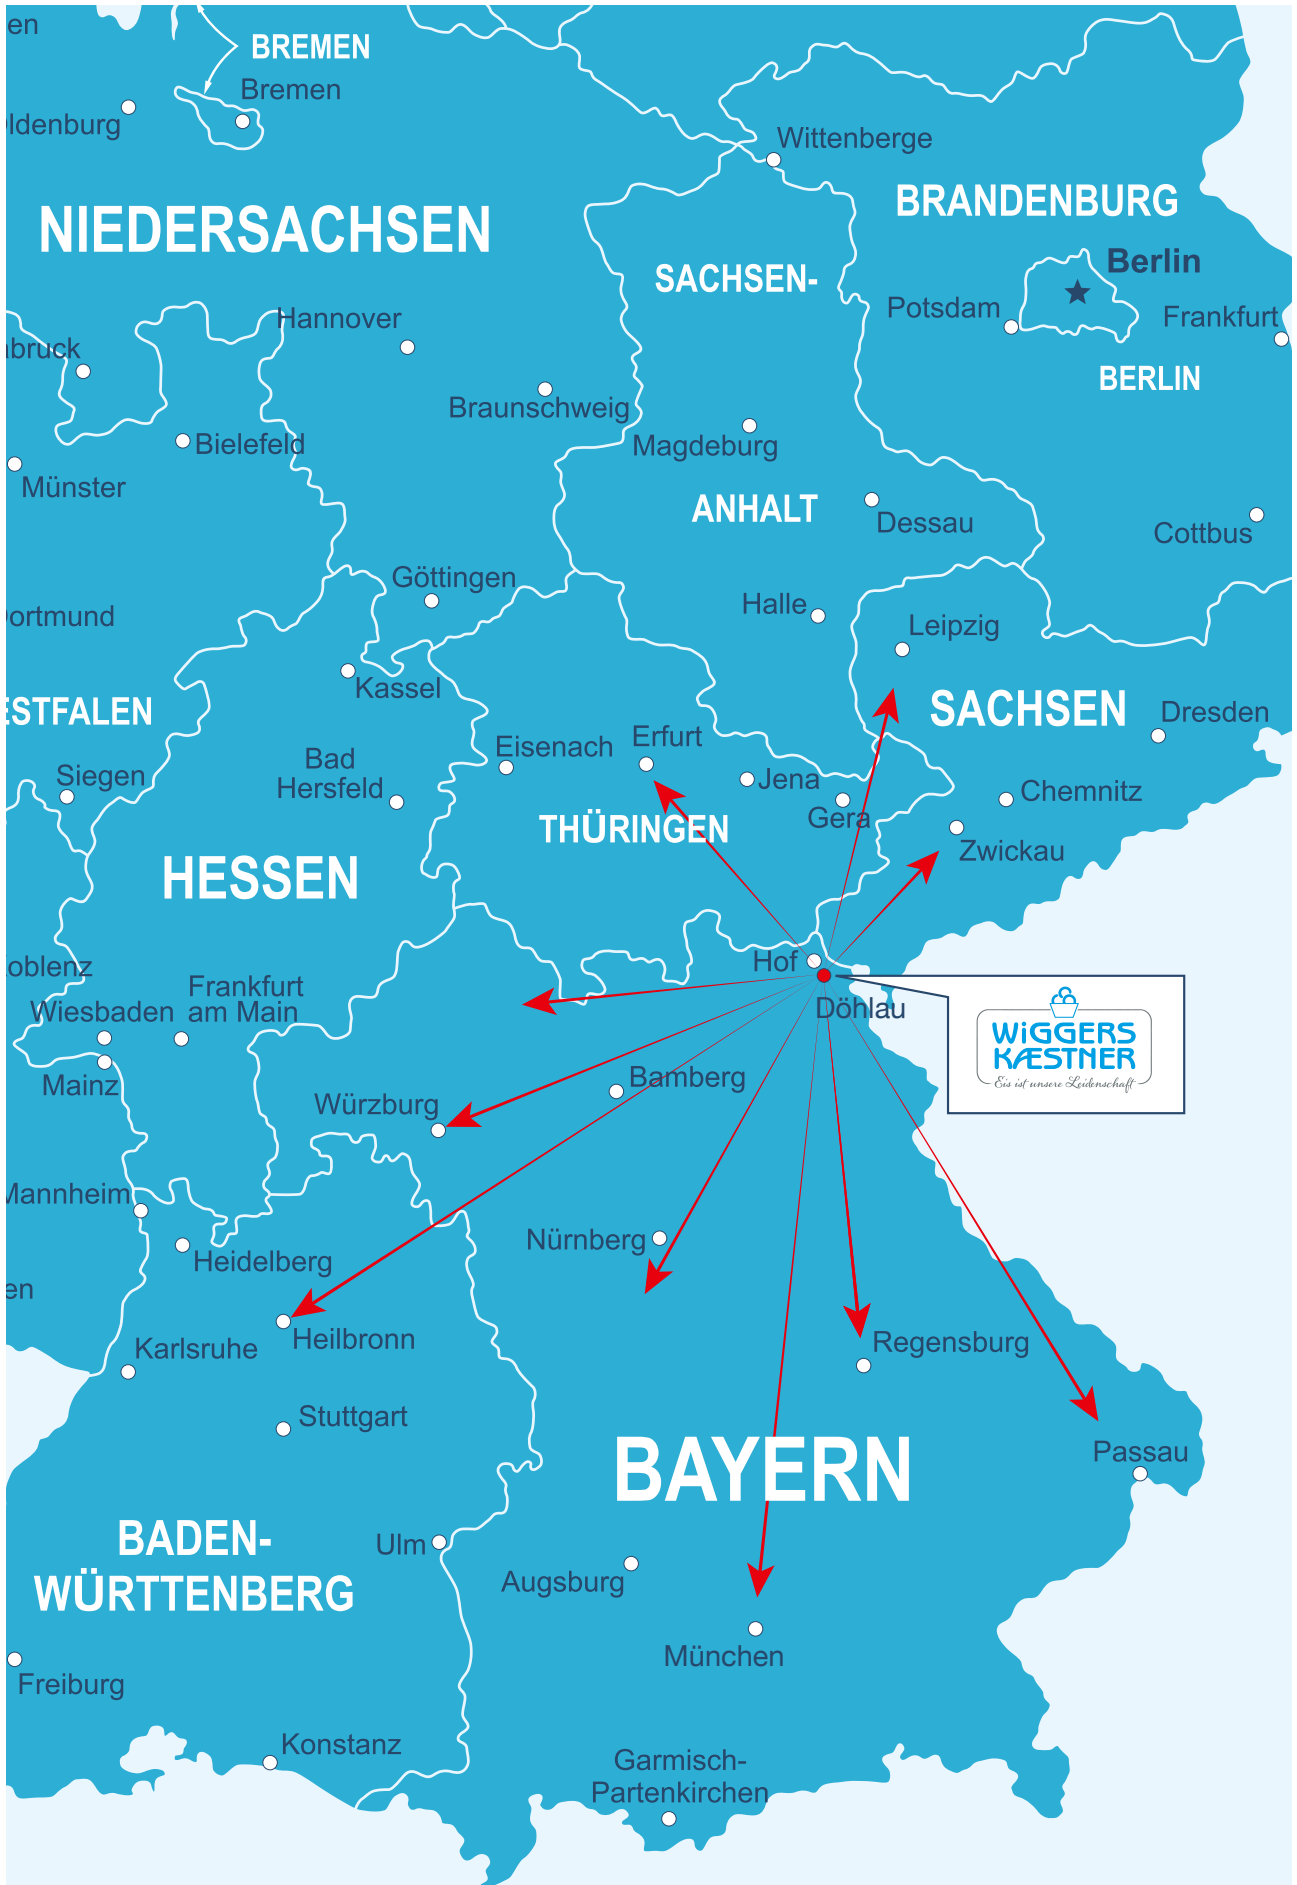 en
BREMEN
Bremen
ldenburg
Wittenberge
BRANDENBURG
NIEDERSACHSEN
Berlin
SACHSEN-
Potsdam
Frankfurt
Hannover
abruck
BERLIN
Braunschweig
Bielefeld
Magdeburg
Münster
ANHALT
Dessau
Cottbus
Göttingen
Halle
ortmund
Leipzig
Kassel
ESTFALEN
SACHSEN
Dresden
Erfurt
Eisenach
Bad
Hersfeld
Siegen
Jena
Gera
Chemnitz
THÜRINGEN
Zwickau
HESSEN
Hof
oblenz
Frankfurt
am Main
Wiesbaden
Döhlau
WIGGERS
KÆSTNER
Eis ist unsere Leidenschaft
Mainz
Bamberg
Würzburg
Mannheim
Nürnberg
Heidelberg
en
Heilbronn
Karlsruhe
Regensburg
Stuttgart
Passau
BAYERN
BADEN-
WÜRTTENBERG
Ulm
Augsburg
München
Freiburg
Konstanz
Garmisch-
Partenkirchen